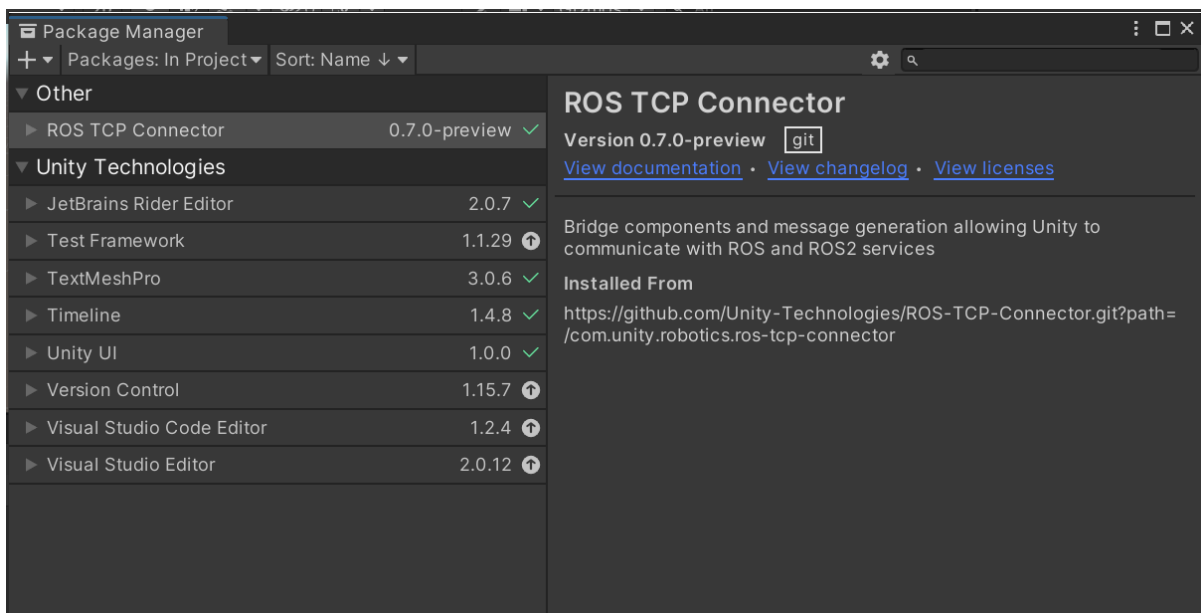 Package Manager
Packages: In Project Sort: Name ↓
Other
ROS TCP Connector 0.7.0-preview
Unity Technologies
JetBrains Rider Editor 2.0.7
Test Framework 1.1.29
TextMeshPro 3.0.6
Timeline 1.4.8
Unity UI 1.0.0
Version Control 1.15.7
Visual Studio Code Editor 1.2.4
Visual Studio Editor 2.0.12
ROS TCP Connector
Version 0.7.0-preview git
View documentation • View changelog • View licenses
Bridge components and message generation allowing Unity to
communicate with ROS and ROS2 services
Installed From
https://github.com/Unity-Technologies/ROS-TCP-Connector.git?path=
/com.unity.robotics.ros-tcp-connector